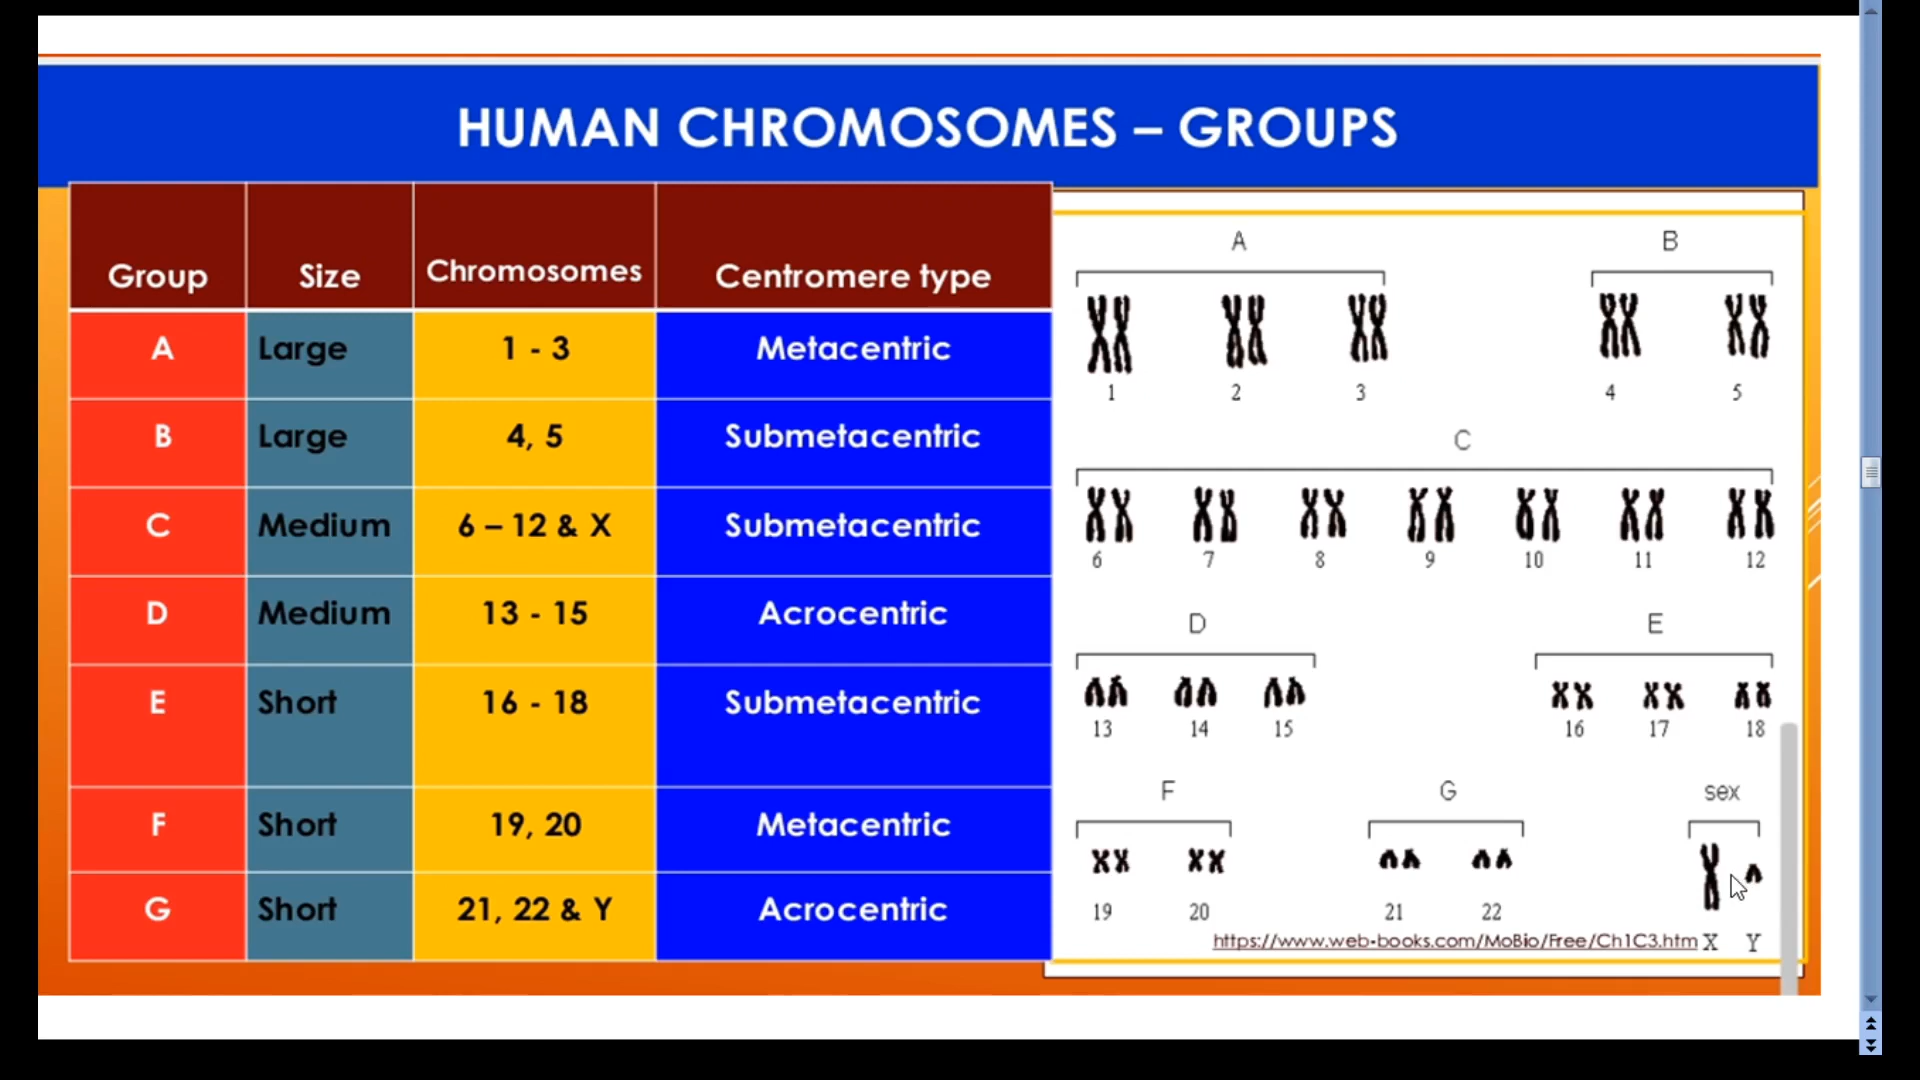 HUMAN CHROMOSOMES – GROUPS
Group Size Chromosomes Centromere type
A Large 1 - 3 Metacentric
B Large 4, 5 Submetacentric
C Medium 6 – 12 & X Submetacentric
D Medium 13 - 15 Acrocentric
E Short 16 - 18 Submetacentric
F Short 19, 20 Metacentric
G Short 21, 22 & Y Acrocentric
A B
1 2 3 4 5
C
6 7 8 9 10 11 12
D E
13 14 15 16 17 18
F G sex
19 20 21 22
https://www.web-books.com/MoBio/Free/Ch1C3.htm X Y